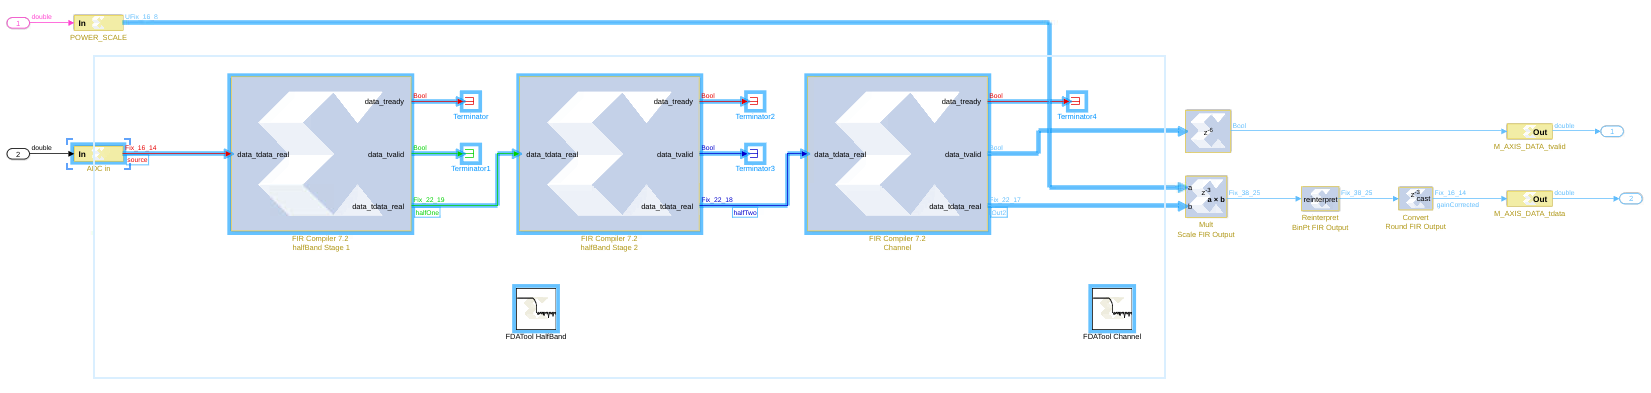 1
double
In
UFix_16_8
POWER_SCALE
2
double
In
ADC in
Fix_16_14
source
data_tdata_real
data_tready
data_tvalid
data_tdata_real
FIR Compiler 7.2
halfBand Stage 1
Bool
Terminator
Bool
Terminator1
Fix_22_19
halfOne
data_tdata_real
data_tready
data_tvalid
data_tdata_real
FIR Compiler 7.2
halfBand Stage 2
Bool
Terminator2
Bool
Terminator3
Fix_22_18
halfTwo
data_tdata_real
data_tready
data_tvalid
data_tdata_real
FIR Compiler 7.2
Channel
Bool
Terminator4
Bool
Fix_22_17
Out2
z-6
Bool
Out
M_AXIS_DATA_tvalid
double
1
a
b
z-3
a × b
Mult
Scale FIR Output
Fix_38_25
reinterpret
Reinterpret
BinPt FIR Output
Fix_38_25
z-3
cast
Convert
Round FIR Output
Fix_16_14
gainCorrected
Out
M_AXIS_DATA_tdata
double
2
FDATool HalfBand
FDATool Channel